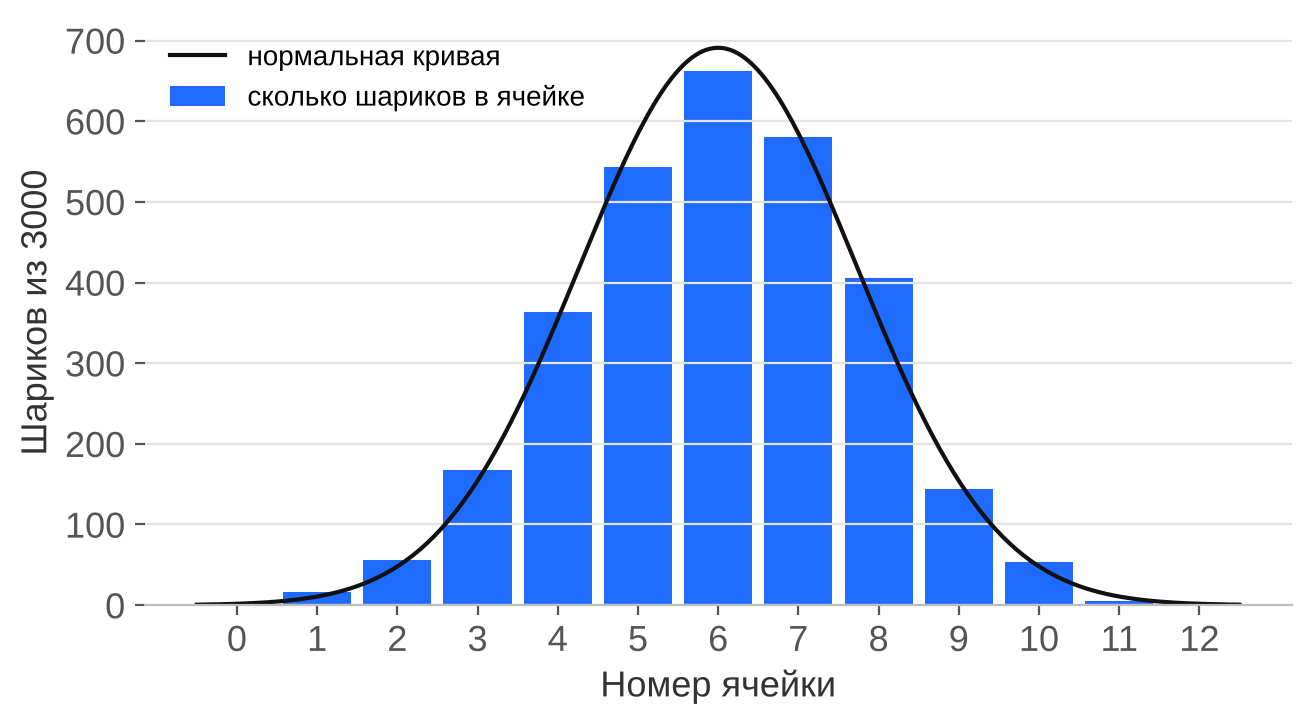 нормальная кривая
сколько шариков в ячейке
Шариков из 3000
700
600
500
400
300
200
100
0
0 1 2 3 4 5 6 7 8 9 10 11 12
Номер ячейки